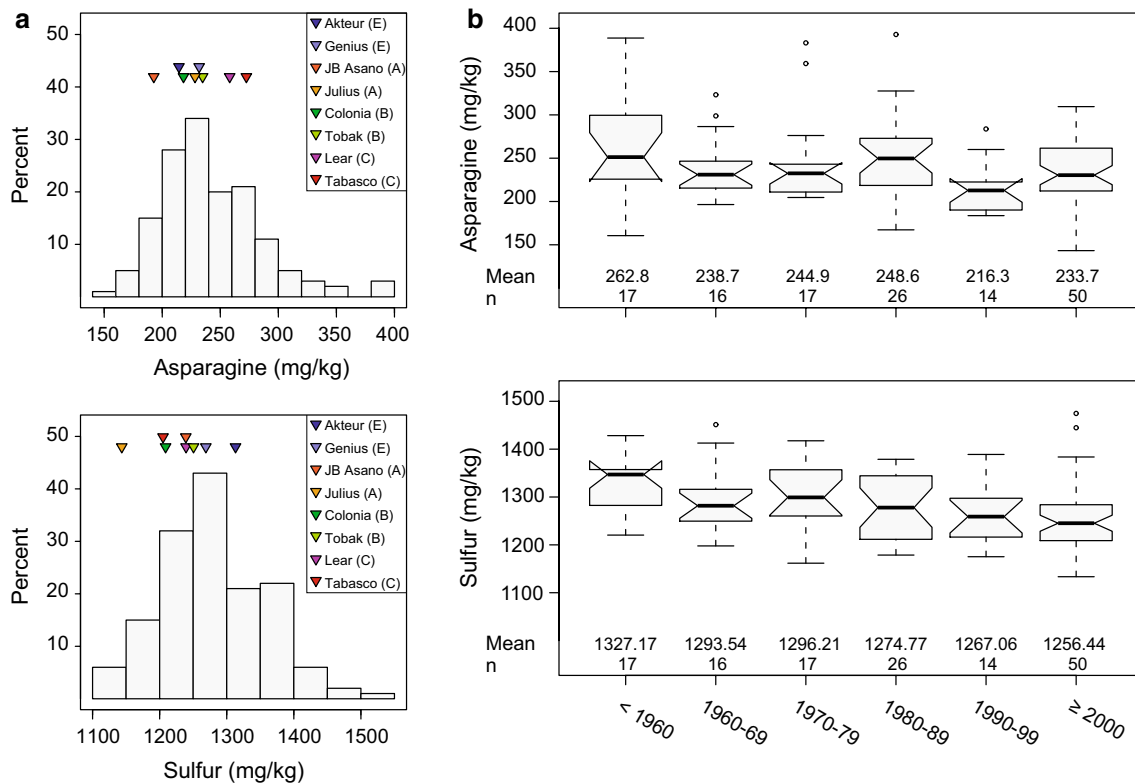 a
50
40
30
20
10
Percent
Akteur (E)
Genius (E)
JB Asano (A)
Julius (A)
Colonia (B)
Tobak (B)
Lear (C)
Tabasco (C)
150 200 250 300 350 400
Asparagine (mg/kg)
50
40
30
20
10
Percent
Akteur (E)
Genius (E)
JB Asano (A)
Julius (A)
Colonia (B)
Tobak (B)
Lear (C)
Tabasco (C)
1100 1200 1300 1400 1500
Sulfur (mg/kg)
b
400
350
300
250
200
150
Asparagine (mg/kg)
Mean 262.8 238.7 244.9 248.6 216.3 233.7
n 17 16 17 26 14 50
1500
1400
1300
1200
1100
Sulfur (mg/kg)
Mean 1327.17 1293.54 1296.21 1274.77 1267.06 1256.44
n 17 16 17 26 14 50
< 1960 1960-69 1970-79 1980-89 1990-99 ≥ 2000